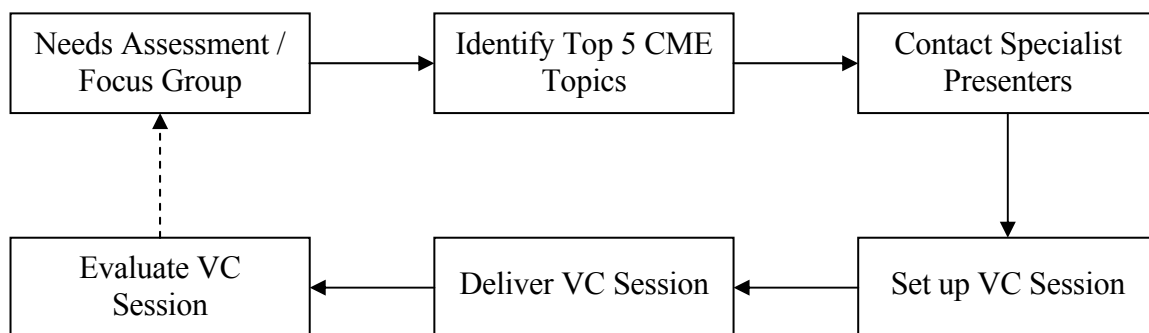 Needs Assessment /
Focus Group
Identify Top 5 CME
Topics
Contact Specialist
Presenters
Evaluate VC
Session
Deliver VC Session
Set up VC Session